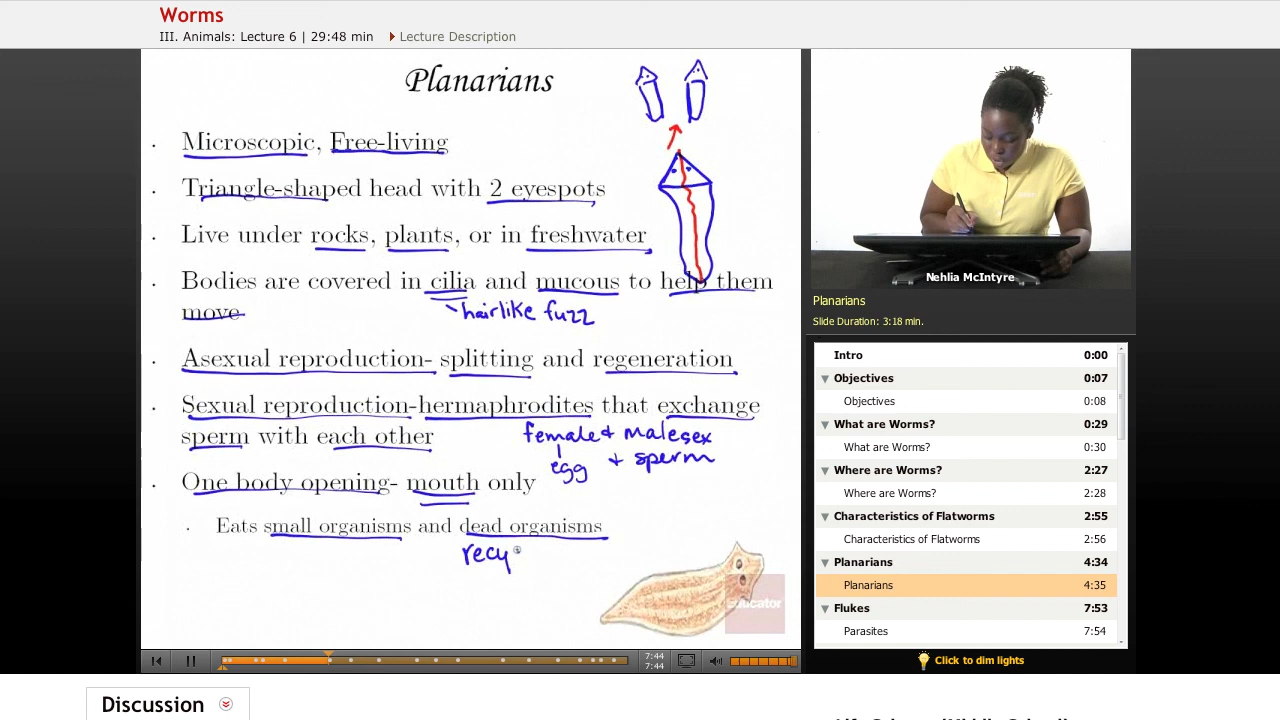 Worms
III. Animals: Lecture 6 | 29:48 min Lecture Description
Planarians
Microscopic, Free-living
Triangle-shaped head with 2 eyespots
Live under rocks, plants, or in freshwater
Bodies are covered in cilia and mucous to help them
move
hairlike fuzz
Asexual reproduction- splitting and regeneration
Sexual reproduction-hermaphrodites that exchange
sperm with each other
female + male sex
egg + sperm
One body opening- mouth only
Eats small organisms and dead organisms
recy
Educator
7:44
7:44
Nehlia McIntyre
Planarians
Slide Duration: 3:18 min.
Intro 0:00
Objectives 0:07
Objectives 0:08
What are Worms? 0:29
What are Worms? 0:30
Where are Worms? 2:27
Where are Worms? 2:28
Characteristics of Flatworms 2:55
Characteristics of Flatworms 2:56
Planarians 4:34
Planarians 4:35
Flukes 7:53
Parasites 7:54
Click to dim lights
Discussion